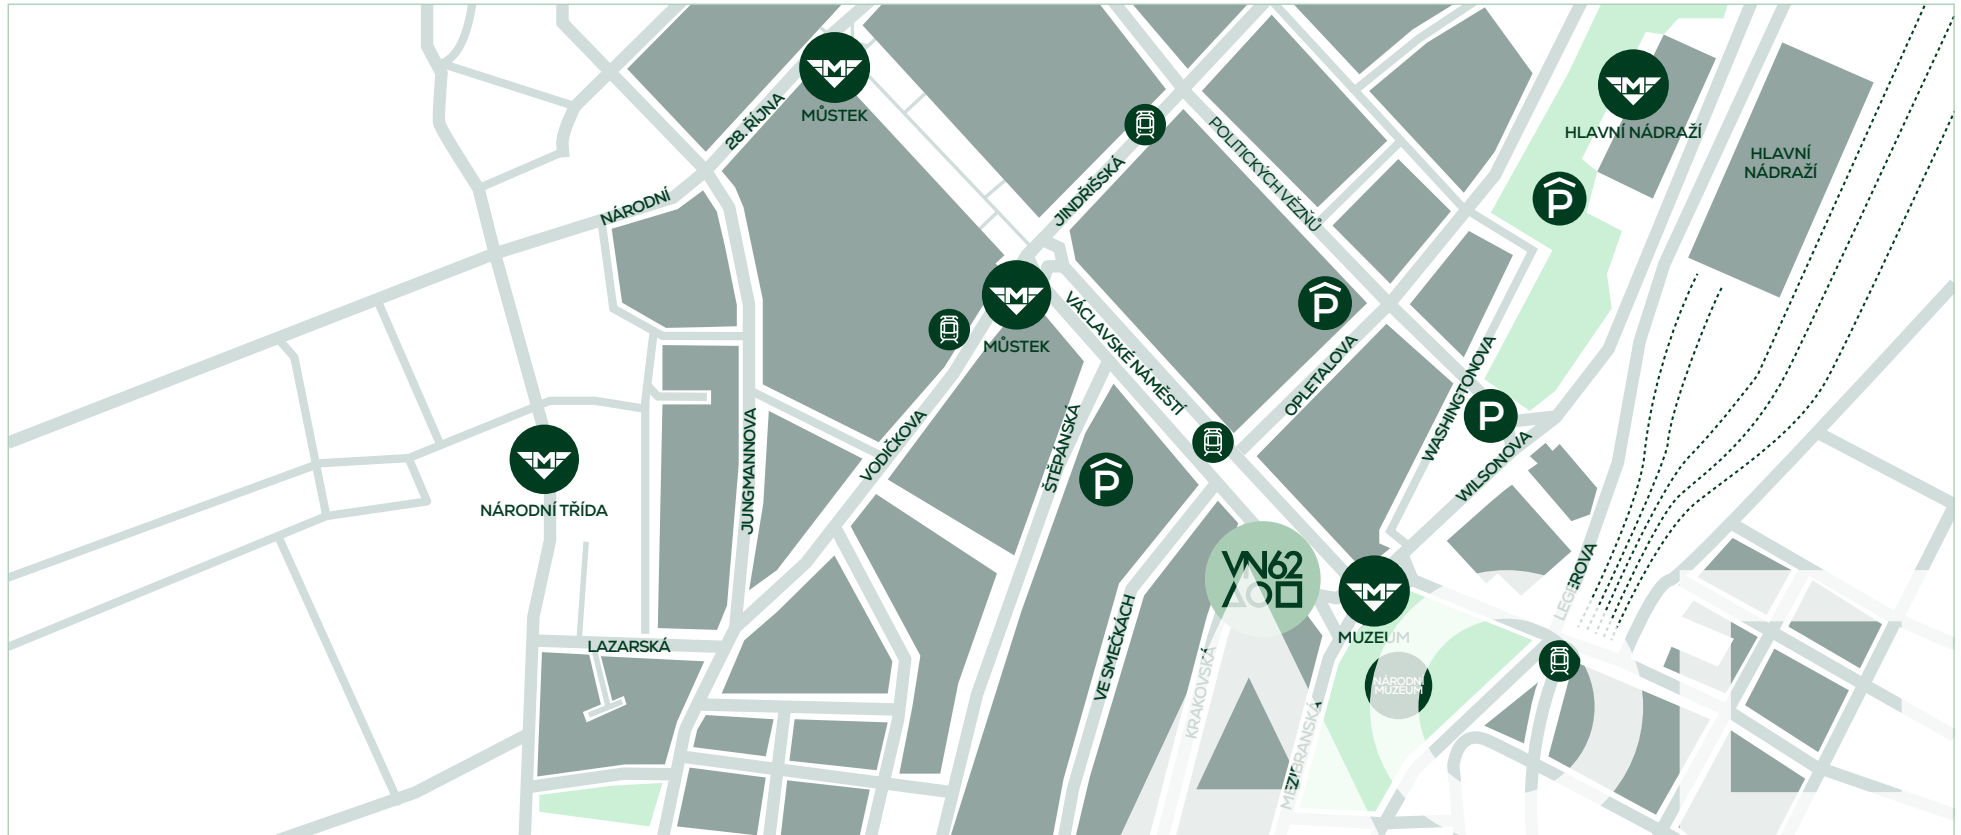 MŮSTEK
28. ŘÍJNA
NÁRODNÍ
JINDŘIŠSKÁ
POLITICKÝCH VĚZŇŮ
HLAVNÍ NÁDRAŽÍ
HLAVNÍ
NÁDRAŽÍ
P
P
MŮSTEK
VÁCLAVSKÉ NÁMĚSTÍ
OPLETALOVA
WASHINGTONOVA
P
WILSONOVA
JUNGMANNOVA
VODIČKOVA
ŠTĚPÁNSKÁ
P
NÁRODNÍ TŘÍDA
VN62
LEGEROVA
MUZEUM
LAZARSKÁ
VE SMEČKÁCH
KRAKOVSKÁ
MEZIBRANSKÁ
NÁRODNÍ
MUZEUM